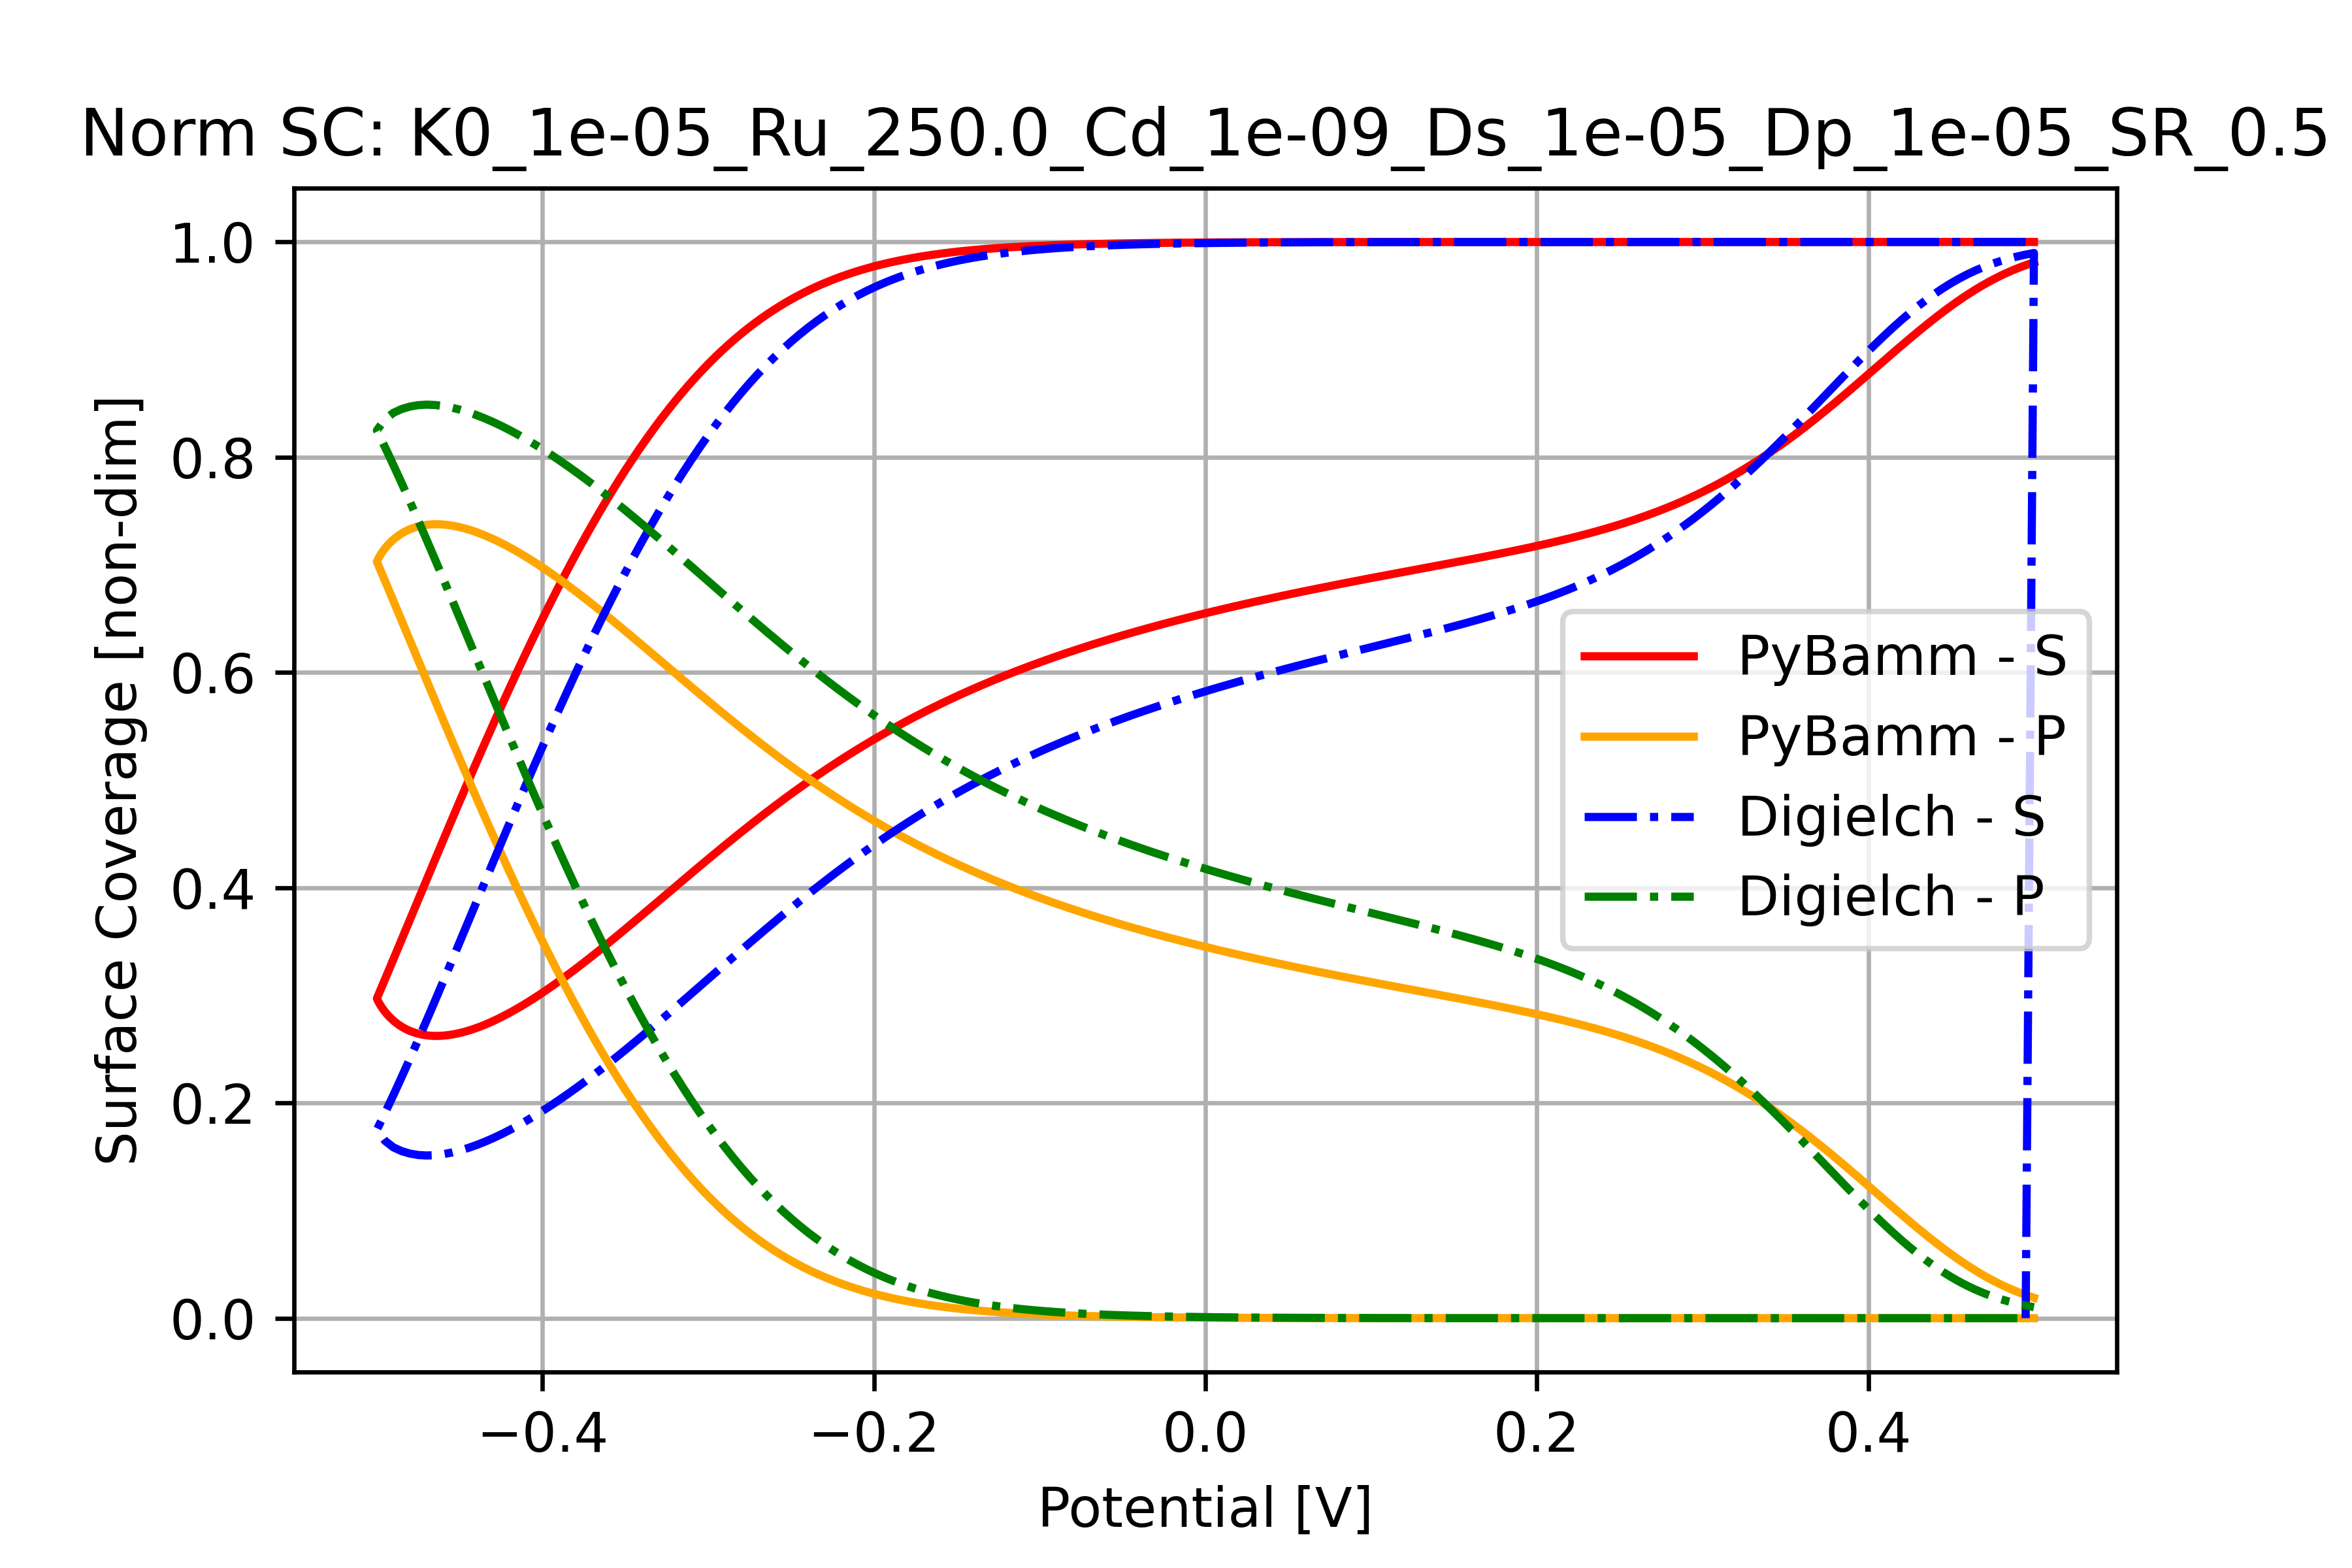 Norm SC: K0_1e-05_Ru_250.0_Cd_1e-09_Ds_1e-05_Dp_1e-05_SR_0.5
Surface Coverage [non-dim]
1.0
0.8
0.6
0.4
0.2
0.0
PyBamm - S
PyBamm - P
Digielch - S
Digielch - P
−0.4 −0.2 0.0 0.2 0.4
Potential [V]